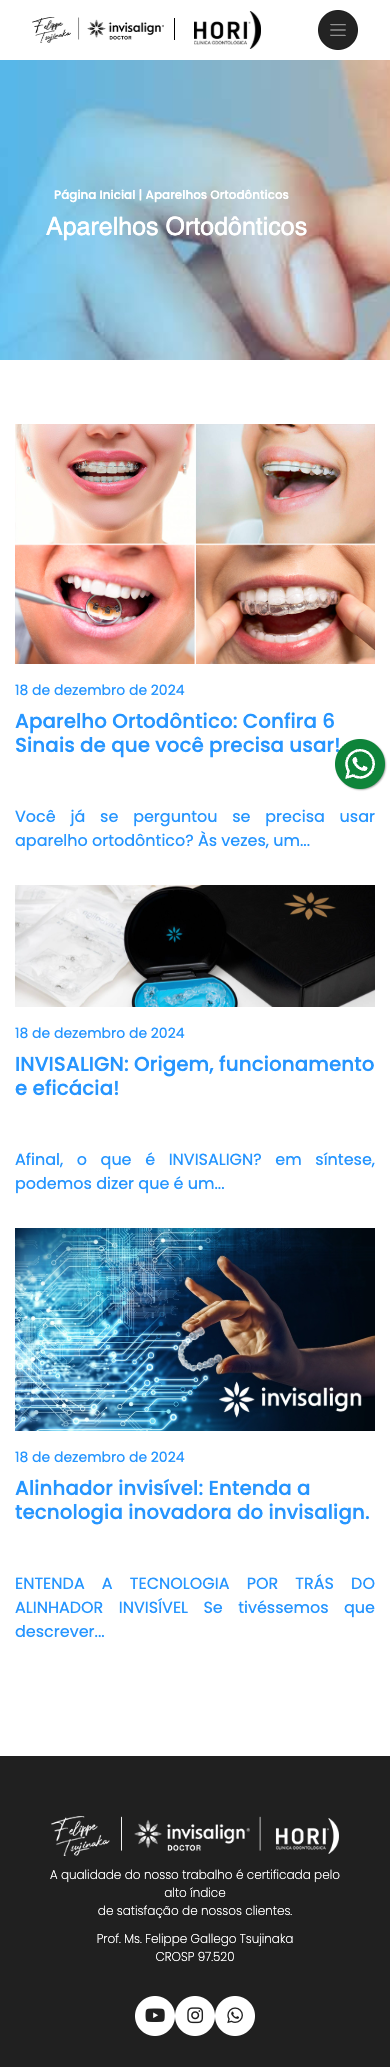 Felippe
Tsujinaka
invisalign
DOCTOR
HORI
CLÍNICA ODONTOLÓGICA
Página Inicial | Aparelhos Ortodônticos
Aparelhos Ortodônticos
18 de dezembro de 2024
Aparelho Ortodôntico: Confira 6
Sinais de que você precisa usar!
Você já se perguntou se precisa usar
aparelho ortodôntico? Às vezes, um...
18 de dezembro de 2024
INVISALIGN: Origem, funcionamento
e eficácia!
Afinal, o que é INVISALIGN? em síntese,
podemos dizer que é um...
invisalign
18 de dezembro de 2024
Alinhador invisível: Entenda a
tecnologia inovadora do invisalign.
ENTENDA A TECNOLOGIA POR TRÁS DO
ALINHADOR INVISÍVEL Se tivéssemos que
descrever...
Felippe
Tsujinaka
invisalign
DOCTOR
HORI
CLÍNICA ODONTOLÓGICA
A qualidade do nosso trabalho é certificada pelo
alto índice
de satisfação de nossos clientes.
Prof. Ms. Felippe Gallego Tsujinaka
CROSP 97.520